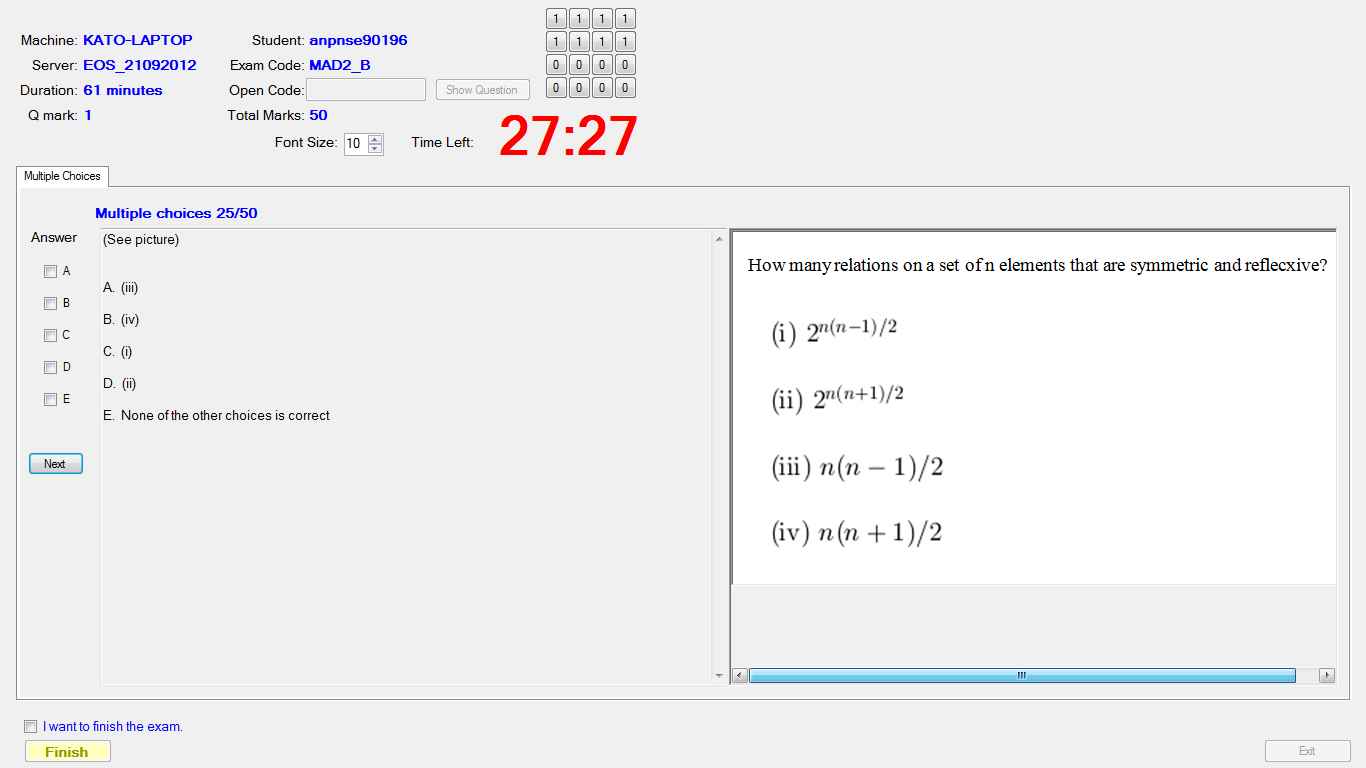 Machine: KATO-LAPTOP Student: anpnse90196
Server: EOS_21092012 Exam Code: MAD2_B
Duration: 61 minutes Open Code: Show Question
Q mark: 1 Total Marks: 50
Font Size: 10 Time Left: 27:27
1 1 1 1
1 1 1 1
0 0 0 0
0 0 0 0
Multiple Choices
Multiple choices 25/50
Answer
A
B
C
D
E
Next
(See picture)
A. (iii)
B. (iv)
C. (i)
D. (ii)
E. None of the other choices is correct
How many relations on a set of n elements that are symmetric and reflecxive?
(i) 2^{n(n−1)/2}
(ii) 2^{n(n+1)/2}
(iii) n(n − 1)/2
(iv) n(n + 1)/2
I want to finish the exam.
Finish
Exit